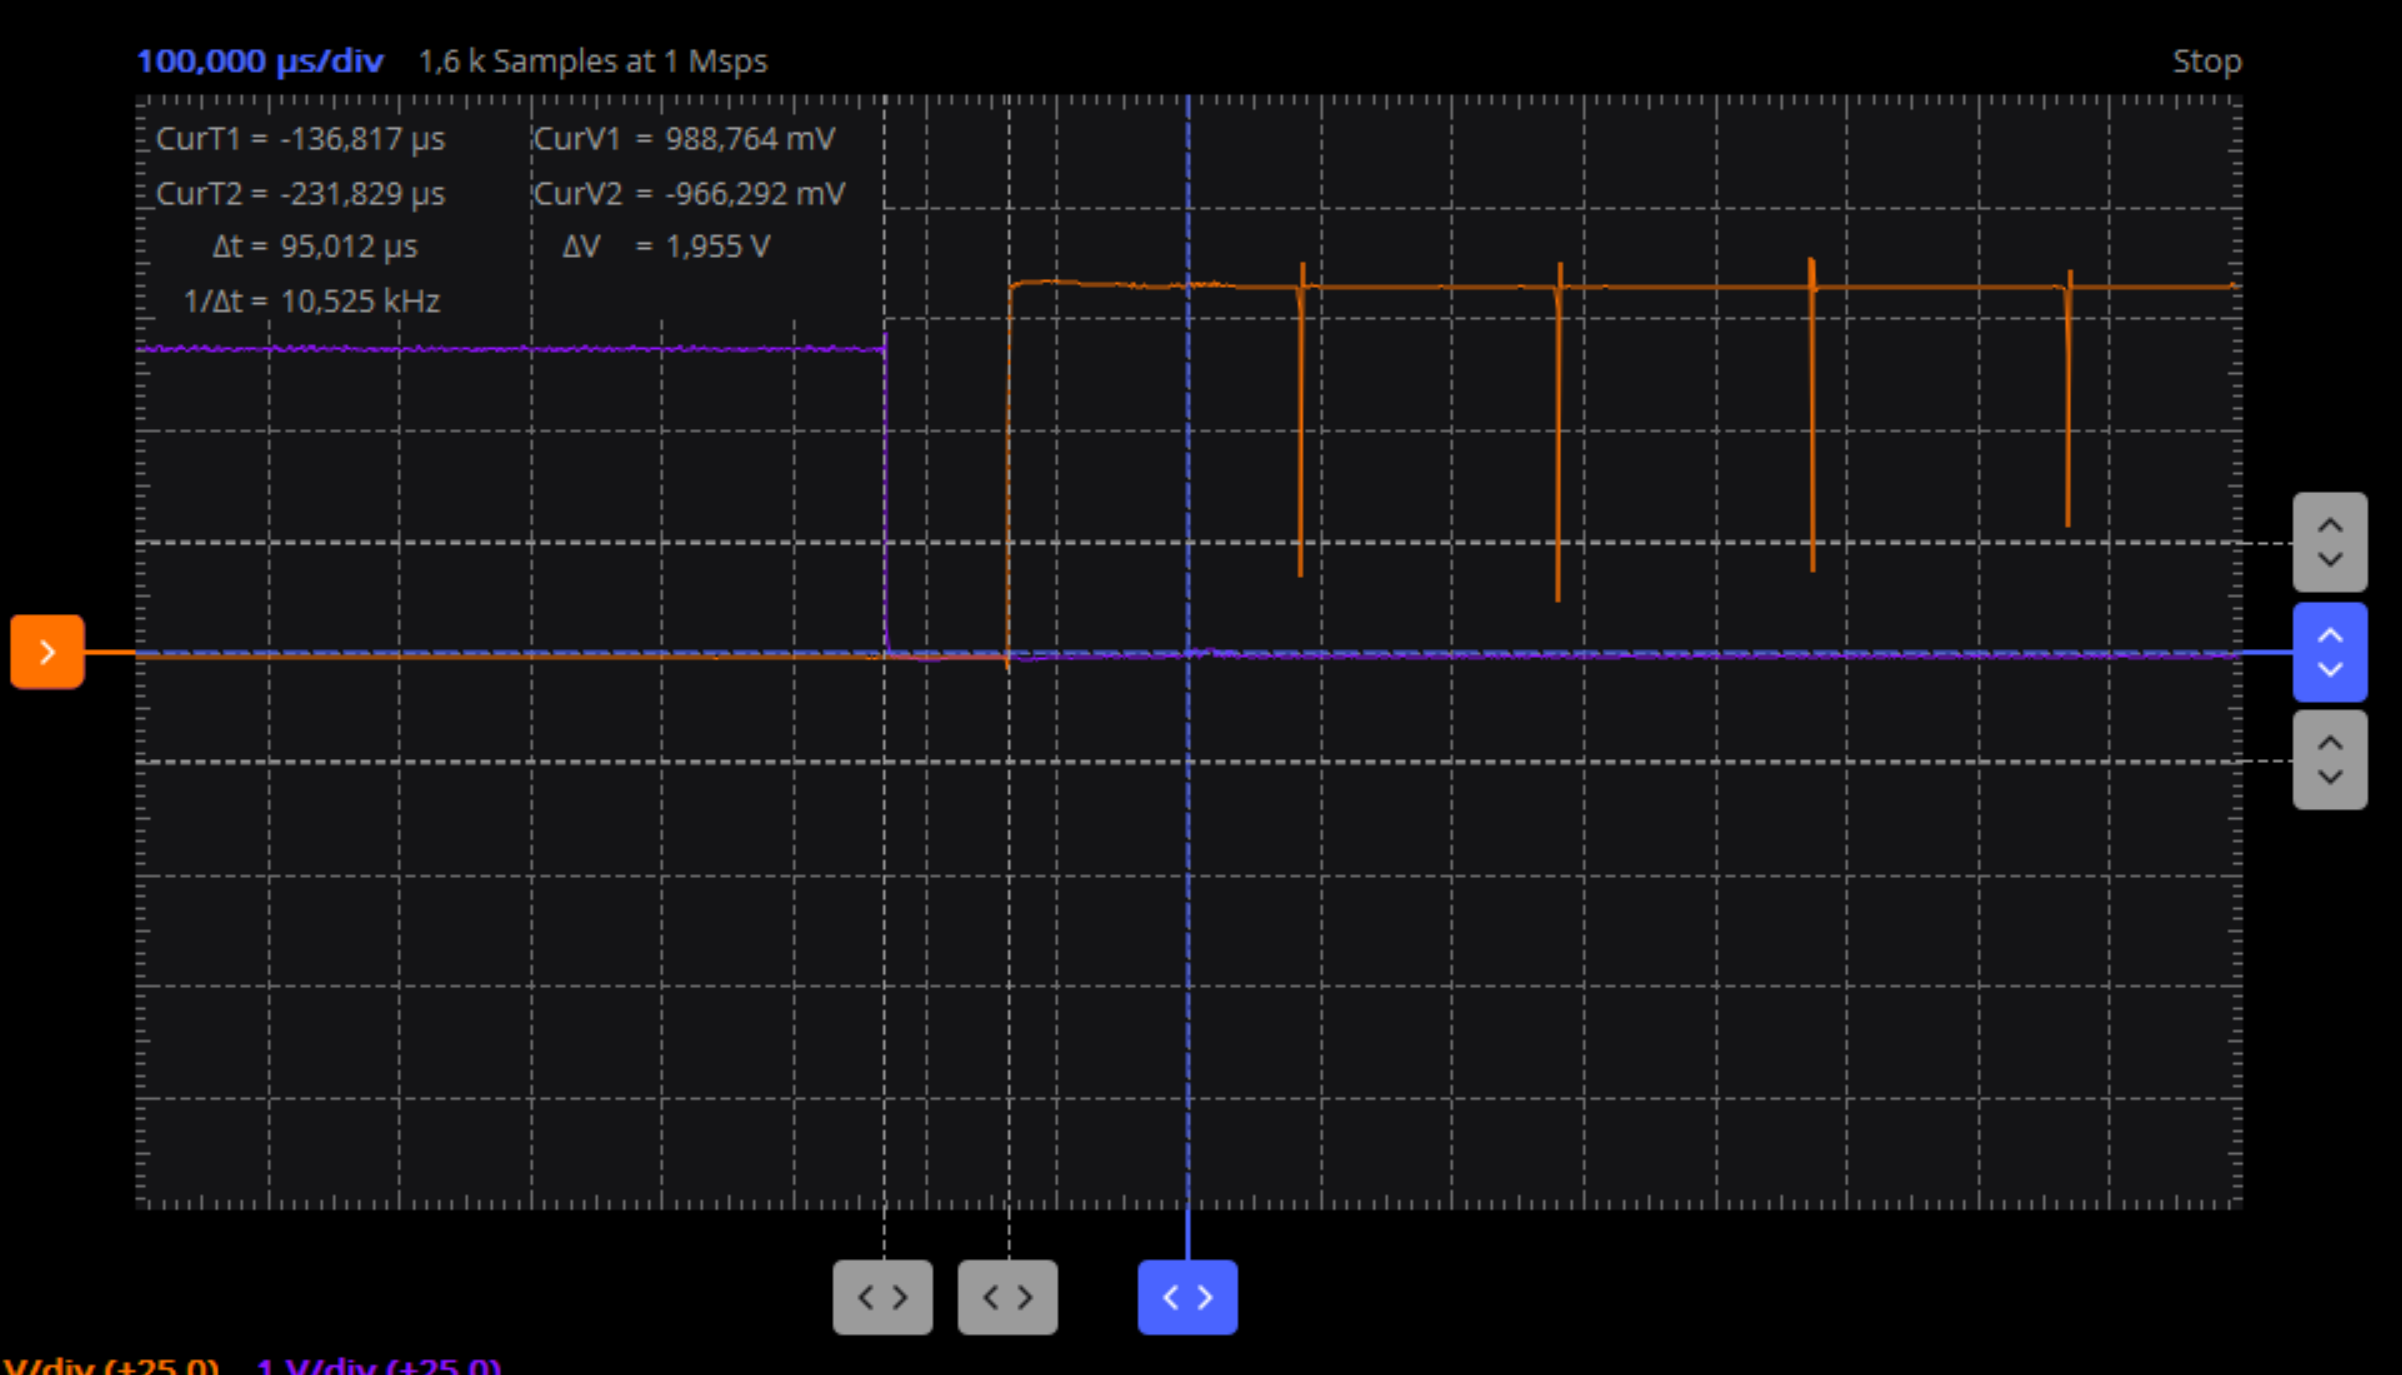 100,000 µs/div 1,6 k Samples at 1 Msps Stop
CurT1 = -136,817 µs CurV1 = 988,764 mV
CurT2 = -231,829 µs CurV2 = -966,292 mV
Δt = 95,012 µs ΔV = 1,955 V
1/Δt = 10,525 kHz
V/div (±25.0) 1 V/div (±25.0)